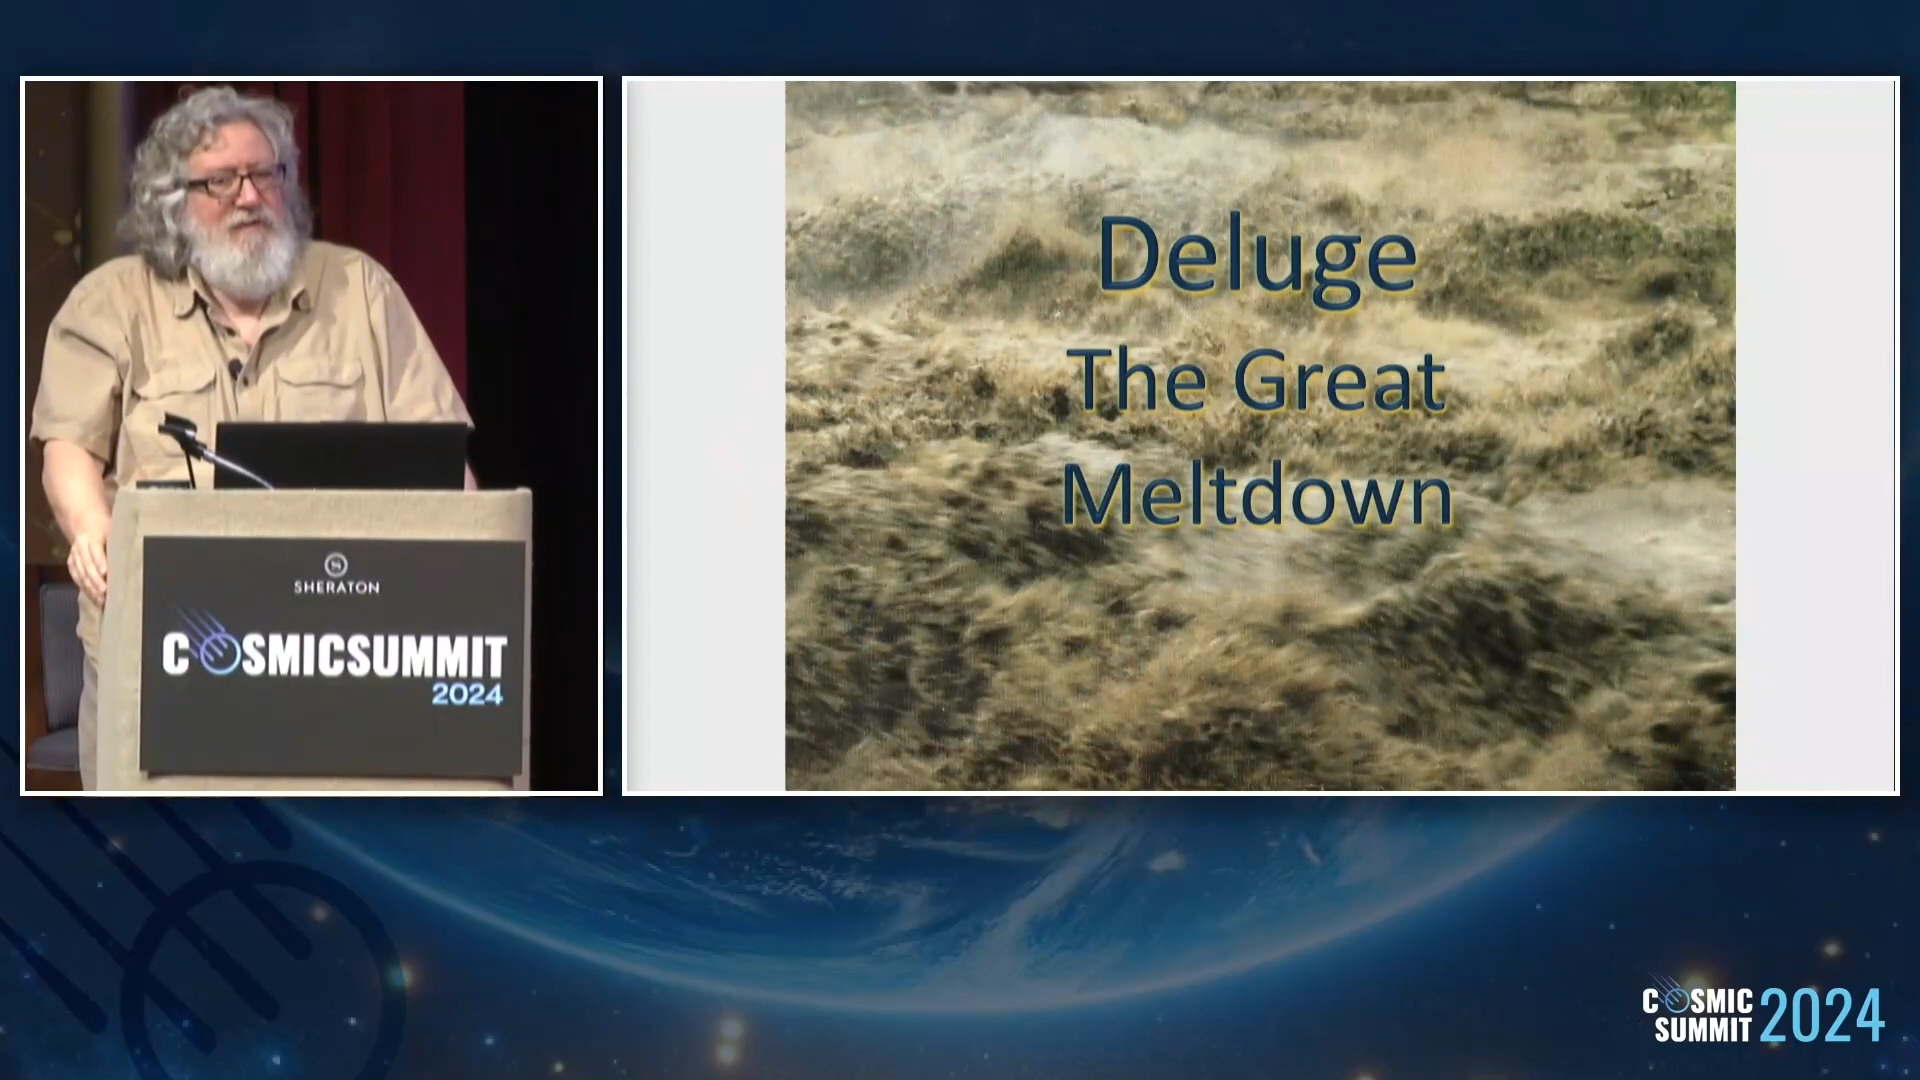 Deluge
The Great
Meltdown
SHERATON
COSMICSUMMIT
2024
COSMIC
SUMMIT 2024